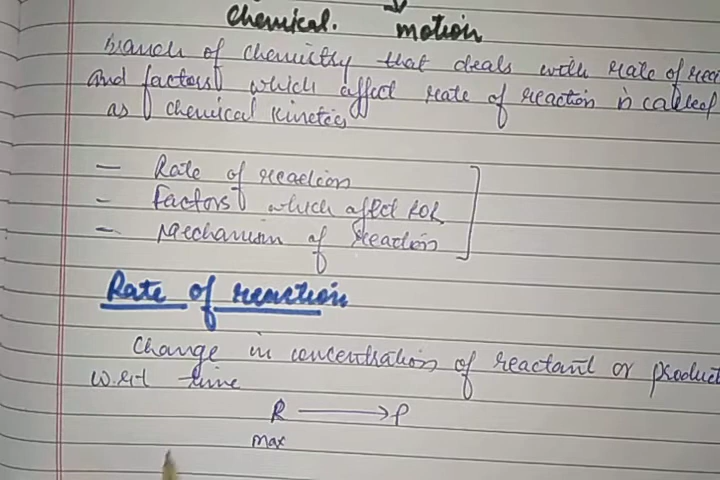 Chemical. motion
branch of chemistry that deals with rate of reac
and factors which affect rate of reaction is called
as chemical kinetics
- Rate of reaction
- Factors which affect ROR
- Mechanism of reaction
Rate of reaction
Change in concentration of reactant or product
w.r.t time
R ⟶ P
max